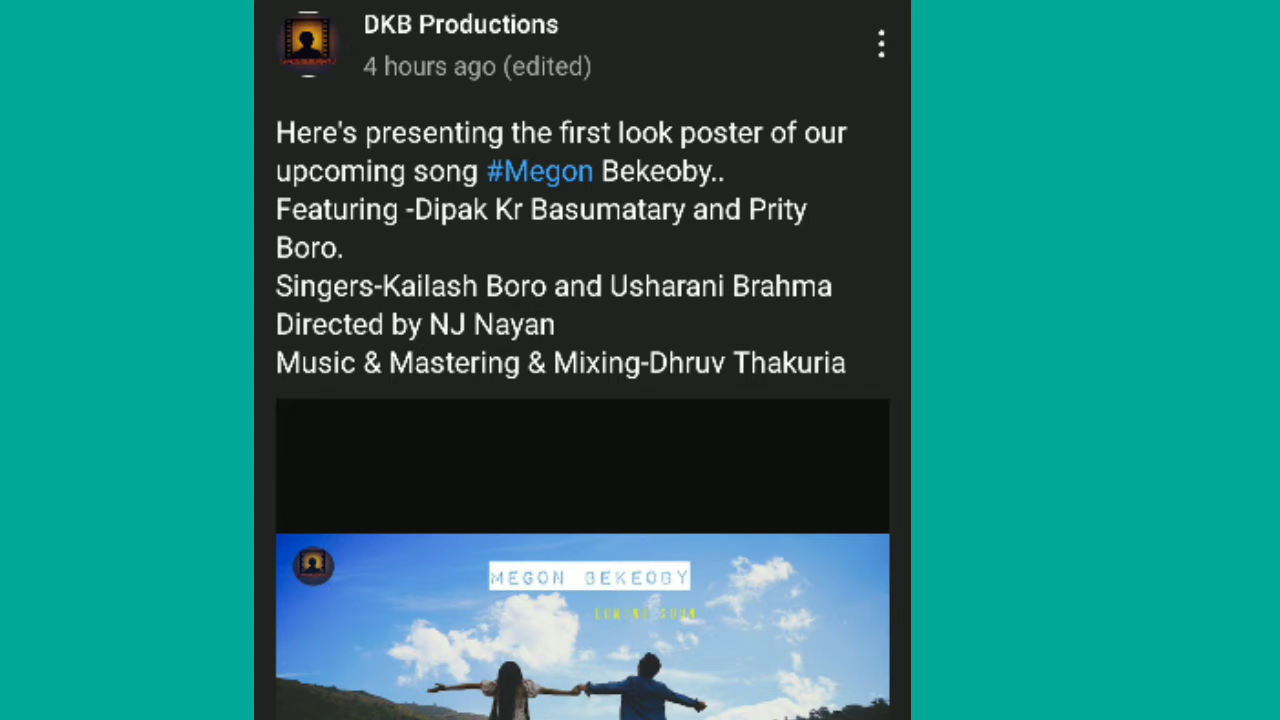 DKB Productions
4 hours ago (edited)
Here's presenting the first look poster of our
upcoming song #Megon Bekeoby..
Featuring -Dipak Kr Basumatary and Prity
Boro.
Singers-Kailash Boro and Usharani Brahma
Directed by NJ Nayan
Music & Mastering & Mixing-Dhruv Thakuria
MEGON BEKEOBY
COMING SOON